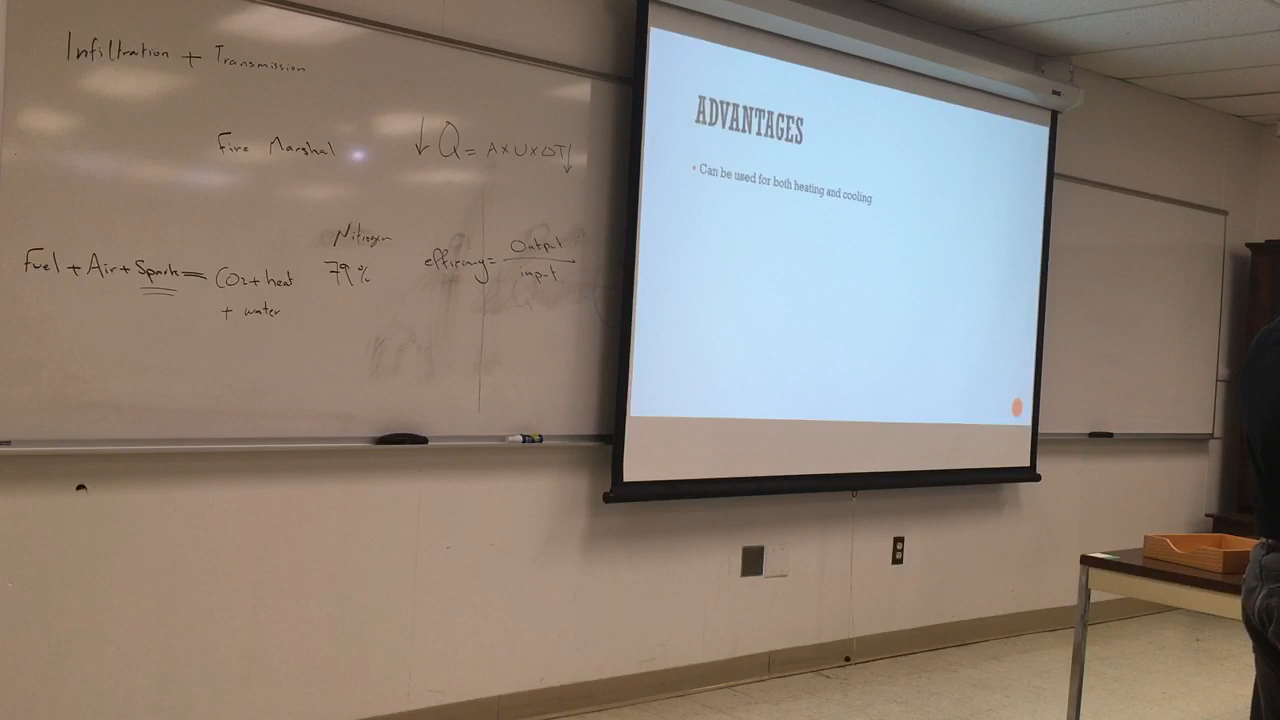 Infiltration + Transmission
Fire Marshal
↓ Q = A x U x ΔT↓
Nitrogen
79%
Fuel + Air + Spark = CO2 + heat
+ water
efficiency = Output
input
ADVANTAGES
• Can be used for both heating and cooling